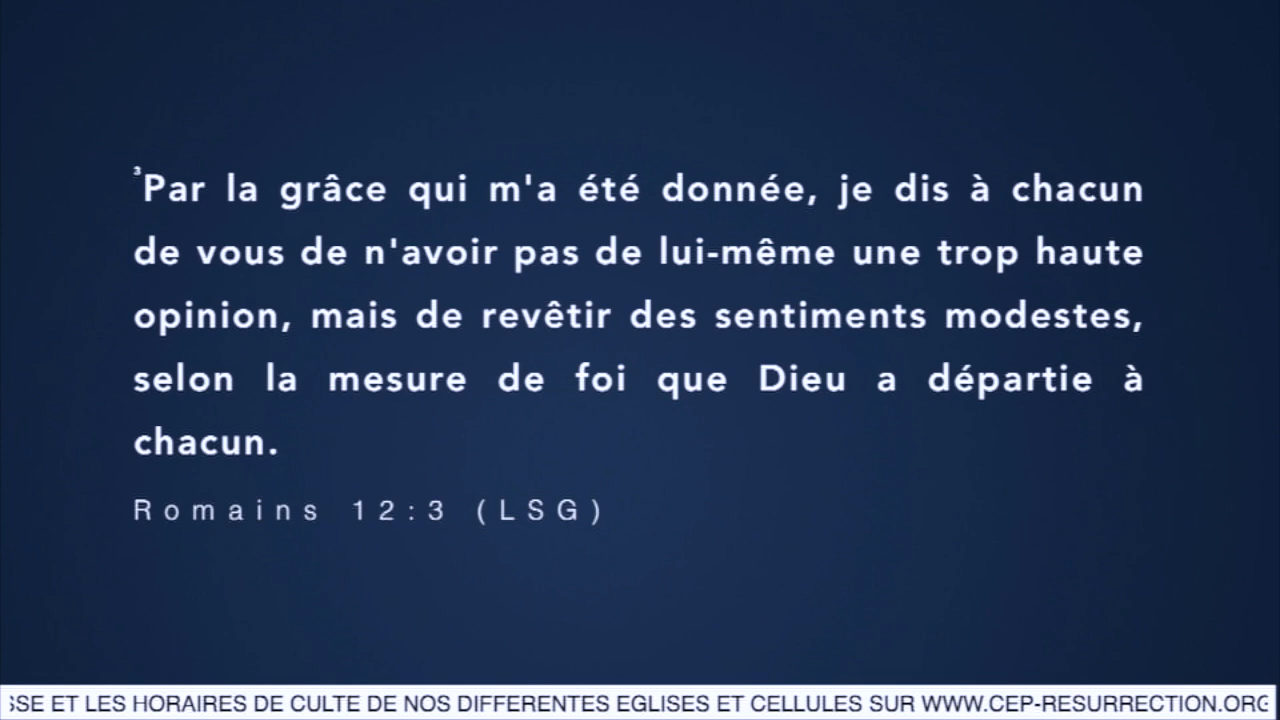 ³Par la grâce qui m'a été donnée, je dis à chacun
de vous de n'avoir pas de lui-même une trop haute
opinion, mais de revêtir des sentiments modestes,
selon la mesure de foi que Dieu a départie à
chacun.
Romains 12:3 (LSG)
ET LES HORAIRES DE CULTE DE NOS DIFFERENTES EGLISES ET CELLULES SUR WWW.CEP-RESURRECTION.ORG